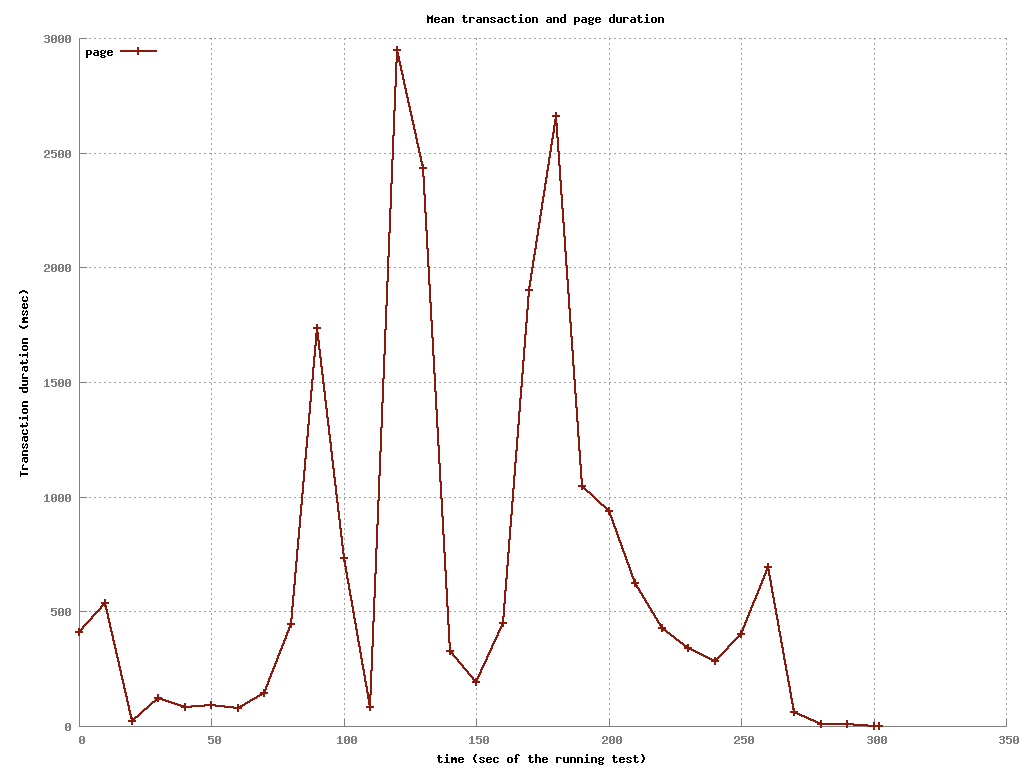 Mean transaction and page duration
page
3000
2500
2000
1500
1000
500
0
Transaction duration (msec)
0 50 100 150 200 250 300 350
time (sec of the running test)